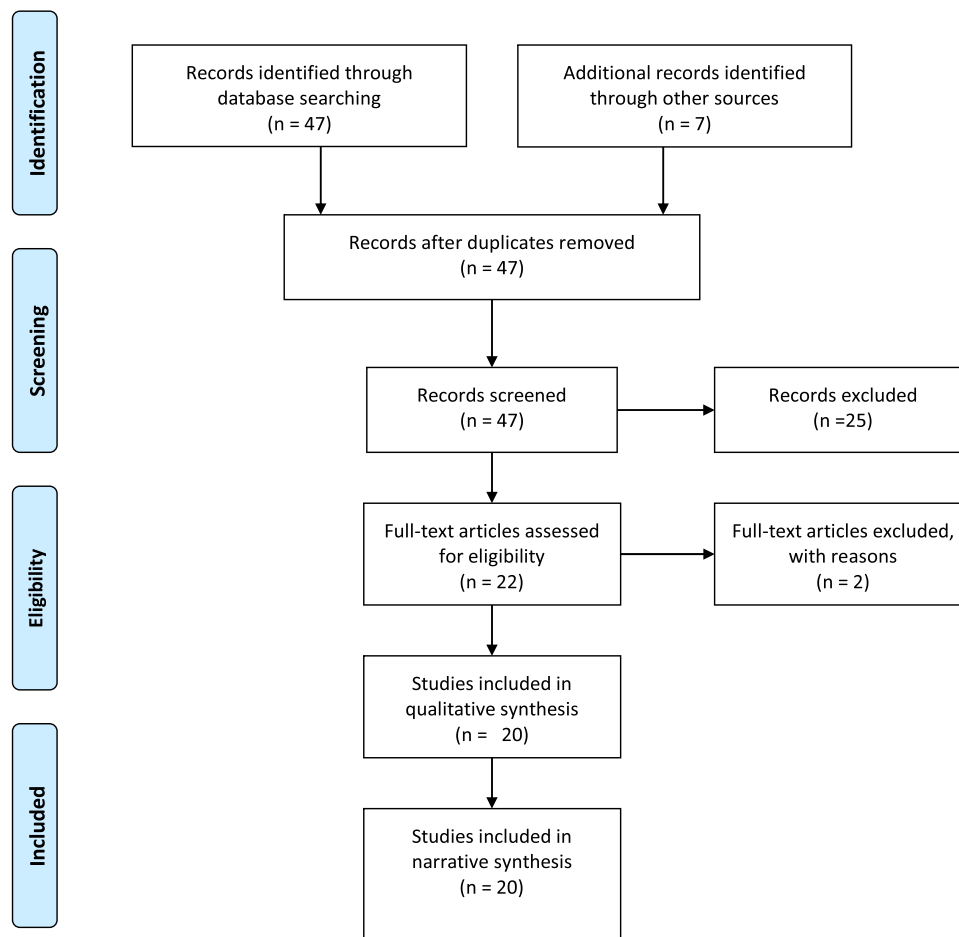 Identification
Records identified through
database searching
(n = 47)
Additional records identified
through other sources
(n = 7)
Records after duplicates removed
(n = 47)
Screening
Records screened
(n = 47)
Records excluded
(n =25)
Eligibility
Full-text articles assessed
for eligibility
(n = 22)
Full-text articles excluded,
with reasons
(n = 2)
Studies included in
qualitative synthesis
(n =   20)
Included
Studies included in
narrative synthesis
(n = 20)